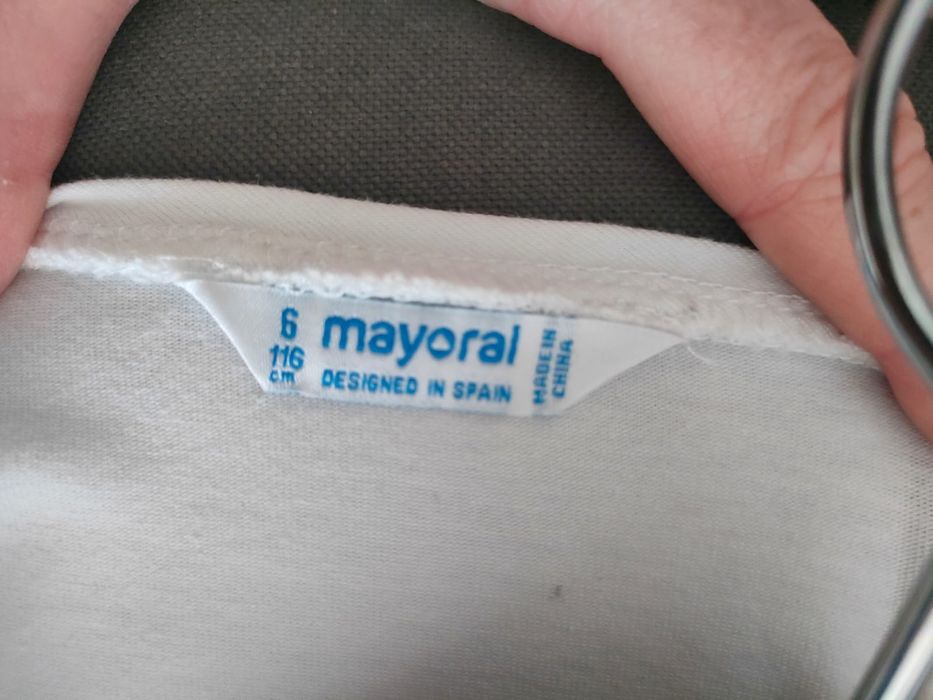 6
116
cm
mayoral
DESIGNED IN SPAIN
MADE IN
CHINA